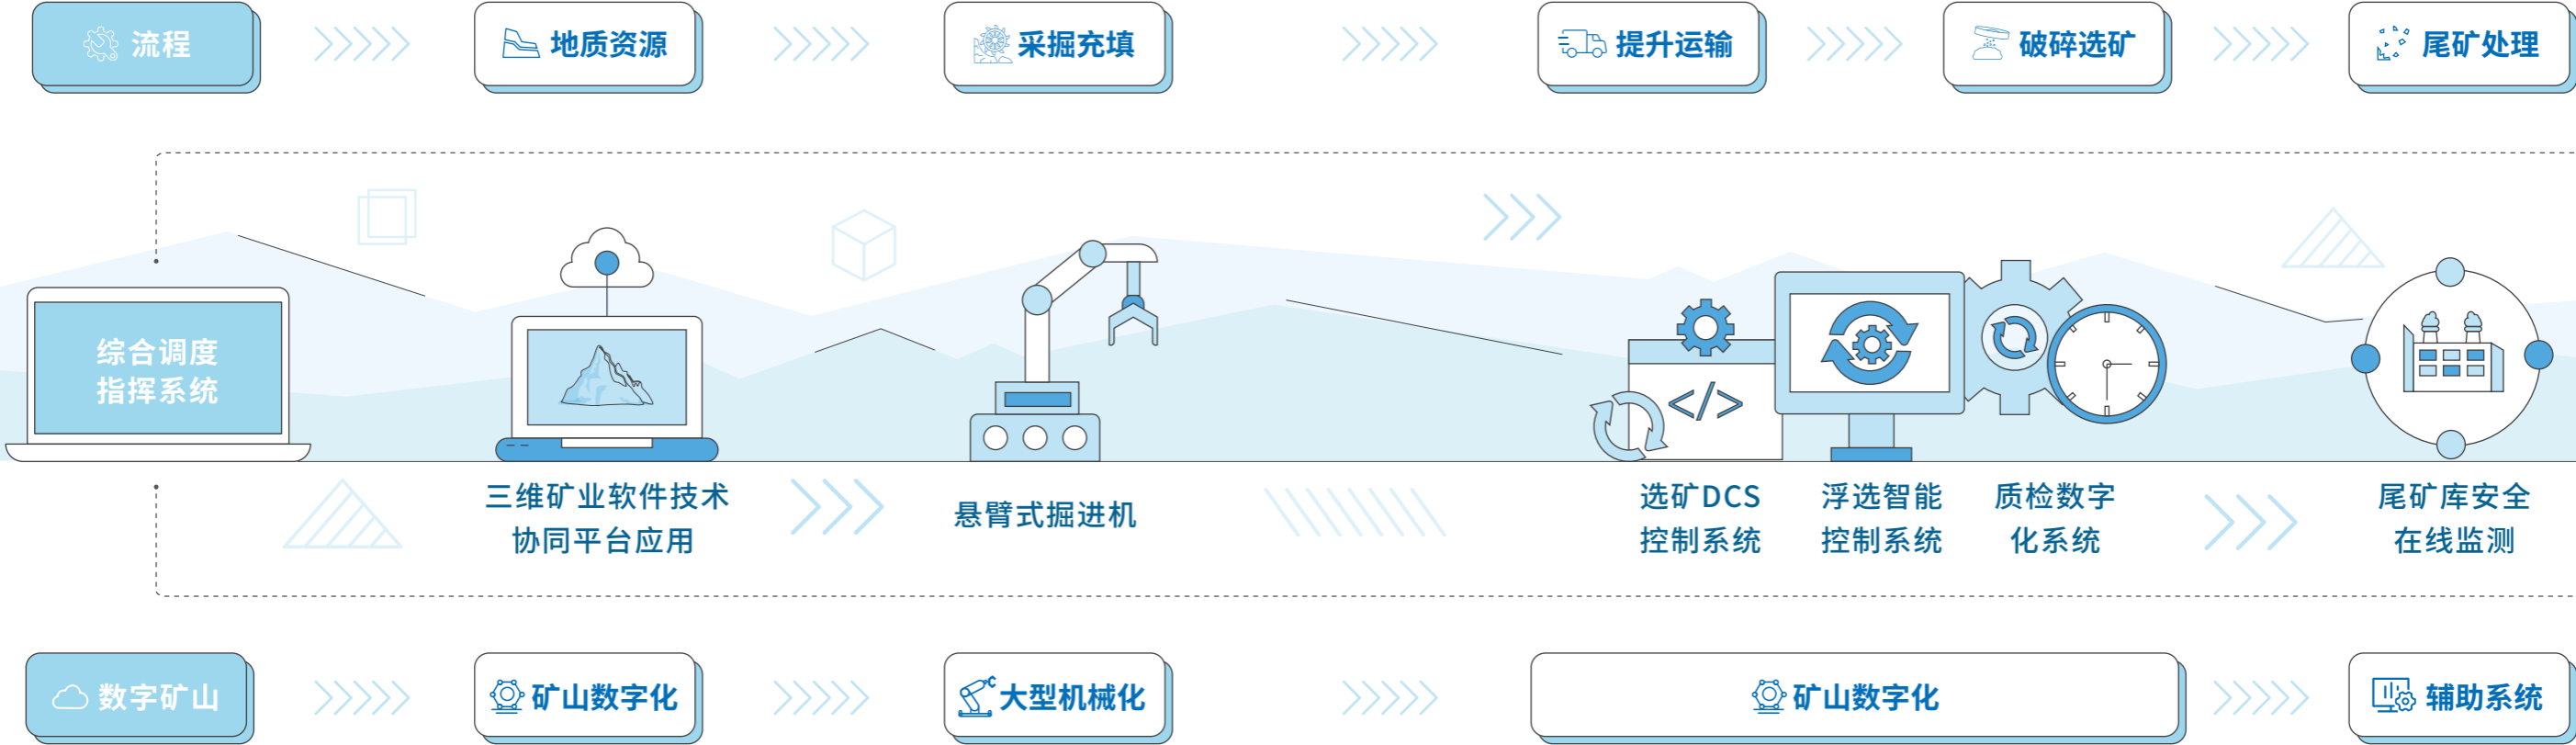 流程
地质资源
采掘充填
提升运输
破碎选矿
尾矿处理
综合调度
指挥系统
</>
三维矿业软件技术
协同平台应用
悬臂式掘进机
选矿DCS
控制系统
浮选智能
控制系统
质检数字
化系统
尾矿库安全
在线监测
数字矿山
矿山数字化
大型机械化
矿山数字化
辅助系统